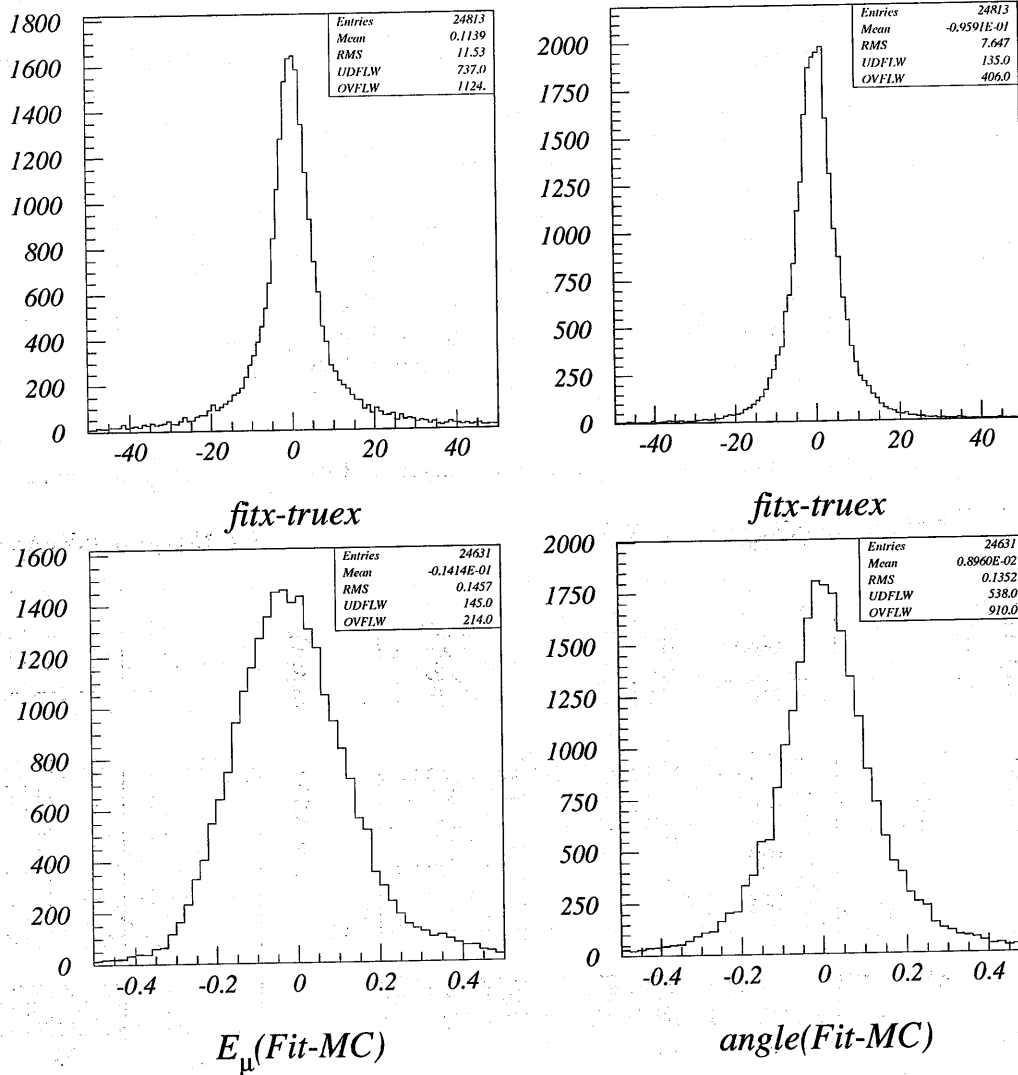 Entries 24813
Mean 0.1139
RMS 11.53
UDFLW 737.0
OVFLW 1124.
1800
1600
1400
1200
1000
800
600
400
200
0
-40 -20 0 20 40
fitx-truex
Entries 24813
Mean -0.9591E-01
RMS 7.647
UDFLW 135.0
OVFLW 406.0
2000
1750
1500
1250
1000
750
500
250
0
-40 -20 0 20 40
fitx-truex
Entries 24631
Mean -0.1414E-01
RMS 0.1457
UDFLW 145.0
OVFLW 214.0
1600
1400
1200
1000
800
600
400
200
0
-0.4 -0.2 0 0.2 0.4
Eμ(Fit-MC)
Entries 24631
Mean 0.8960E-02
RMS 0.1352
UDFLW 538.0
OVFLW 910.0
2000
1750
1500
1250
1000
750
500
250
0
-0.4 -0.2 0 0.2 0.4
angle(Fit-MC)